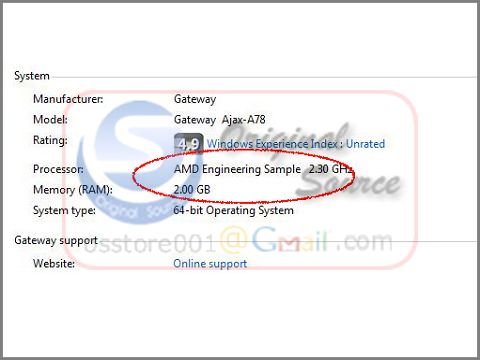 System
Manufacturer: Gateway
Model: Gateway Ajax-A78
Rating: 4,9 Windows Experience Index : Unrated
Processor: AMD Engineering Sample 2.30 GHz
Memory (RAM): 2.00 GB
System type: 64-bit Operating System
Gateway support
Website: Online support
Original Source
Original Source
osstore001@Gmail.com